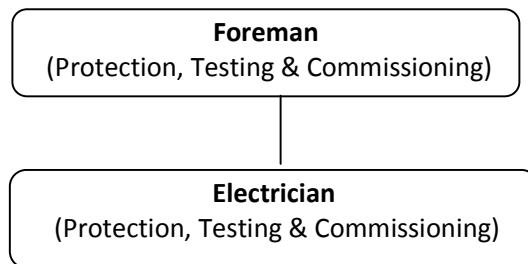 Foreman
(Protection, Testing & Commissioning)
Electrician
(Protection, Testing & Commissioning)